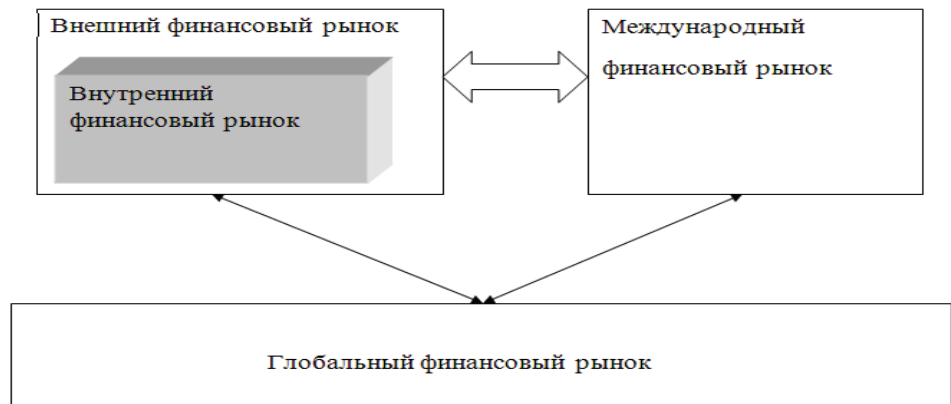 Внешний финансовый рынок
Внутренний
финансовый рынок
Международный
финансовый рынок
Глобальный финансовый рынок